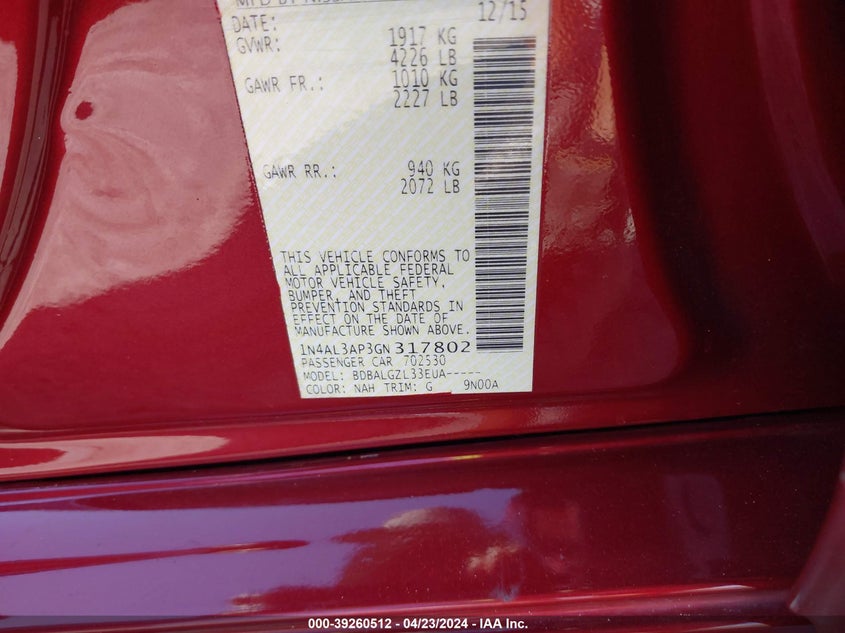 MFD BY
DATE: 12/15
GVWR: 1917 KG
4226 LB
GAWR FR.: 1010 KG
2227 LB
GAWR RR.: 940 KG
2072 LB
THIS VEHICLE CONFORMS TO
ALL APPLICABLE FEDERAL
MOTOR VEHICLE SAFETY,
BUMPER, AND THEFT
PREVENTION STANDARDS IN
EFFECT ON THE DATE OF
MANUFACTURE SHOWN ABOVE.
1N4AL3AP3GN317802
PASSENGER CAR 702530
MODEL: BDBALGZL33EUA-----
COLOR: NAH TRIM: G 9N00A
000-39260512 - 04/23/2024 - IAA Inc.